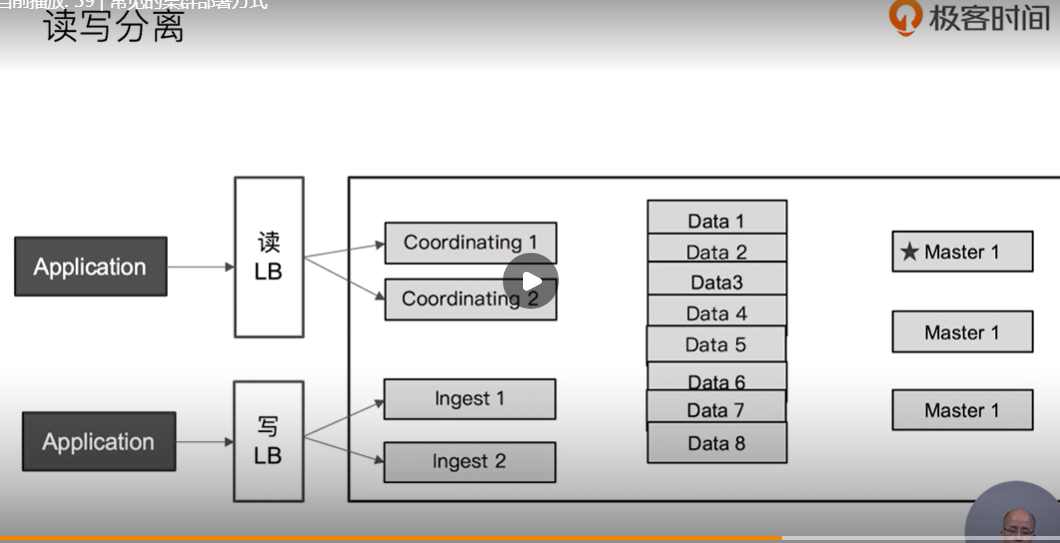 当前播放: 39 | 常见的集群部署方式
读写分离
极客时间
Application
读
LB
Coordinating 1
Coordinating 2
Data 1
Data 2
Data3
Data 4
Data 5
Data 6
Data 7
Data 8
★ Master 1
Master 1
Master 1
Application
写
LB
Ingest 1
Ingest 2